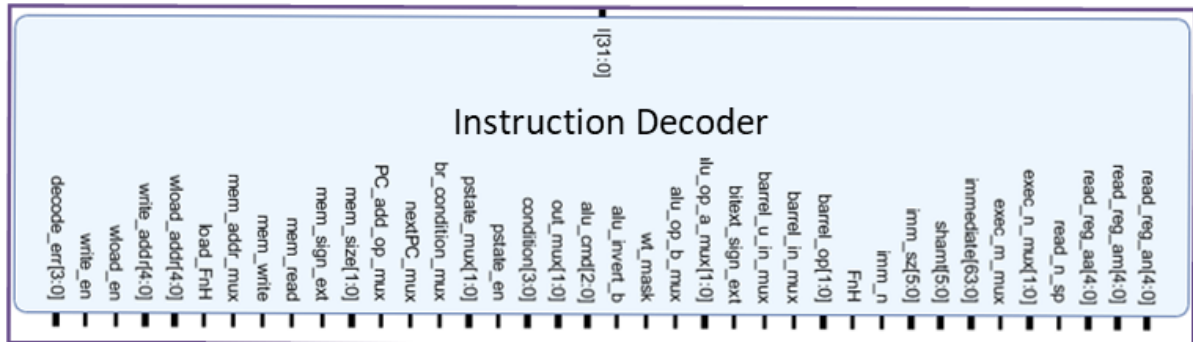 I[31:0]
Instruction Decoder
decode_err[3:0]
write_en
wload_en
write_addr[4:0]
wload_addr[4:0]
load_FnH
mem_addr_mux
mem_write
mem_read
mem_sign_ext
mem_size[1:0]
PC_add_op_mux
nextPC_mux
br_condition_mux
pstate_mux[1:0]
pstate_en
condition[3:0]
out_mux[1:0]
alu_cmd[2:0]
alu_invert_b
wt_mask
alu_op_b_mux
alu_op_a_mux[1:0]
bitext_sign_ext
barrel_u_in_mux
barrel_in_mux
barrel_op[1:0]
FnH
imm_n
imm_sz[5:0]
shamt[5:0]
immediate[63:0]
exec_m_mux
exec_n_mux[1:0]
read_n_sp
read_reg_aa[4:0]
read_reg_am[4:0]
read_reg_an[4:0]